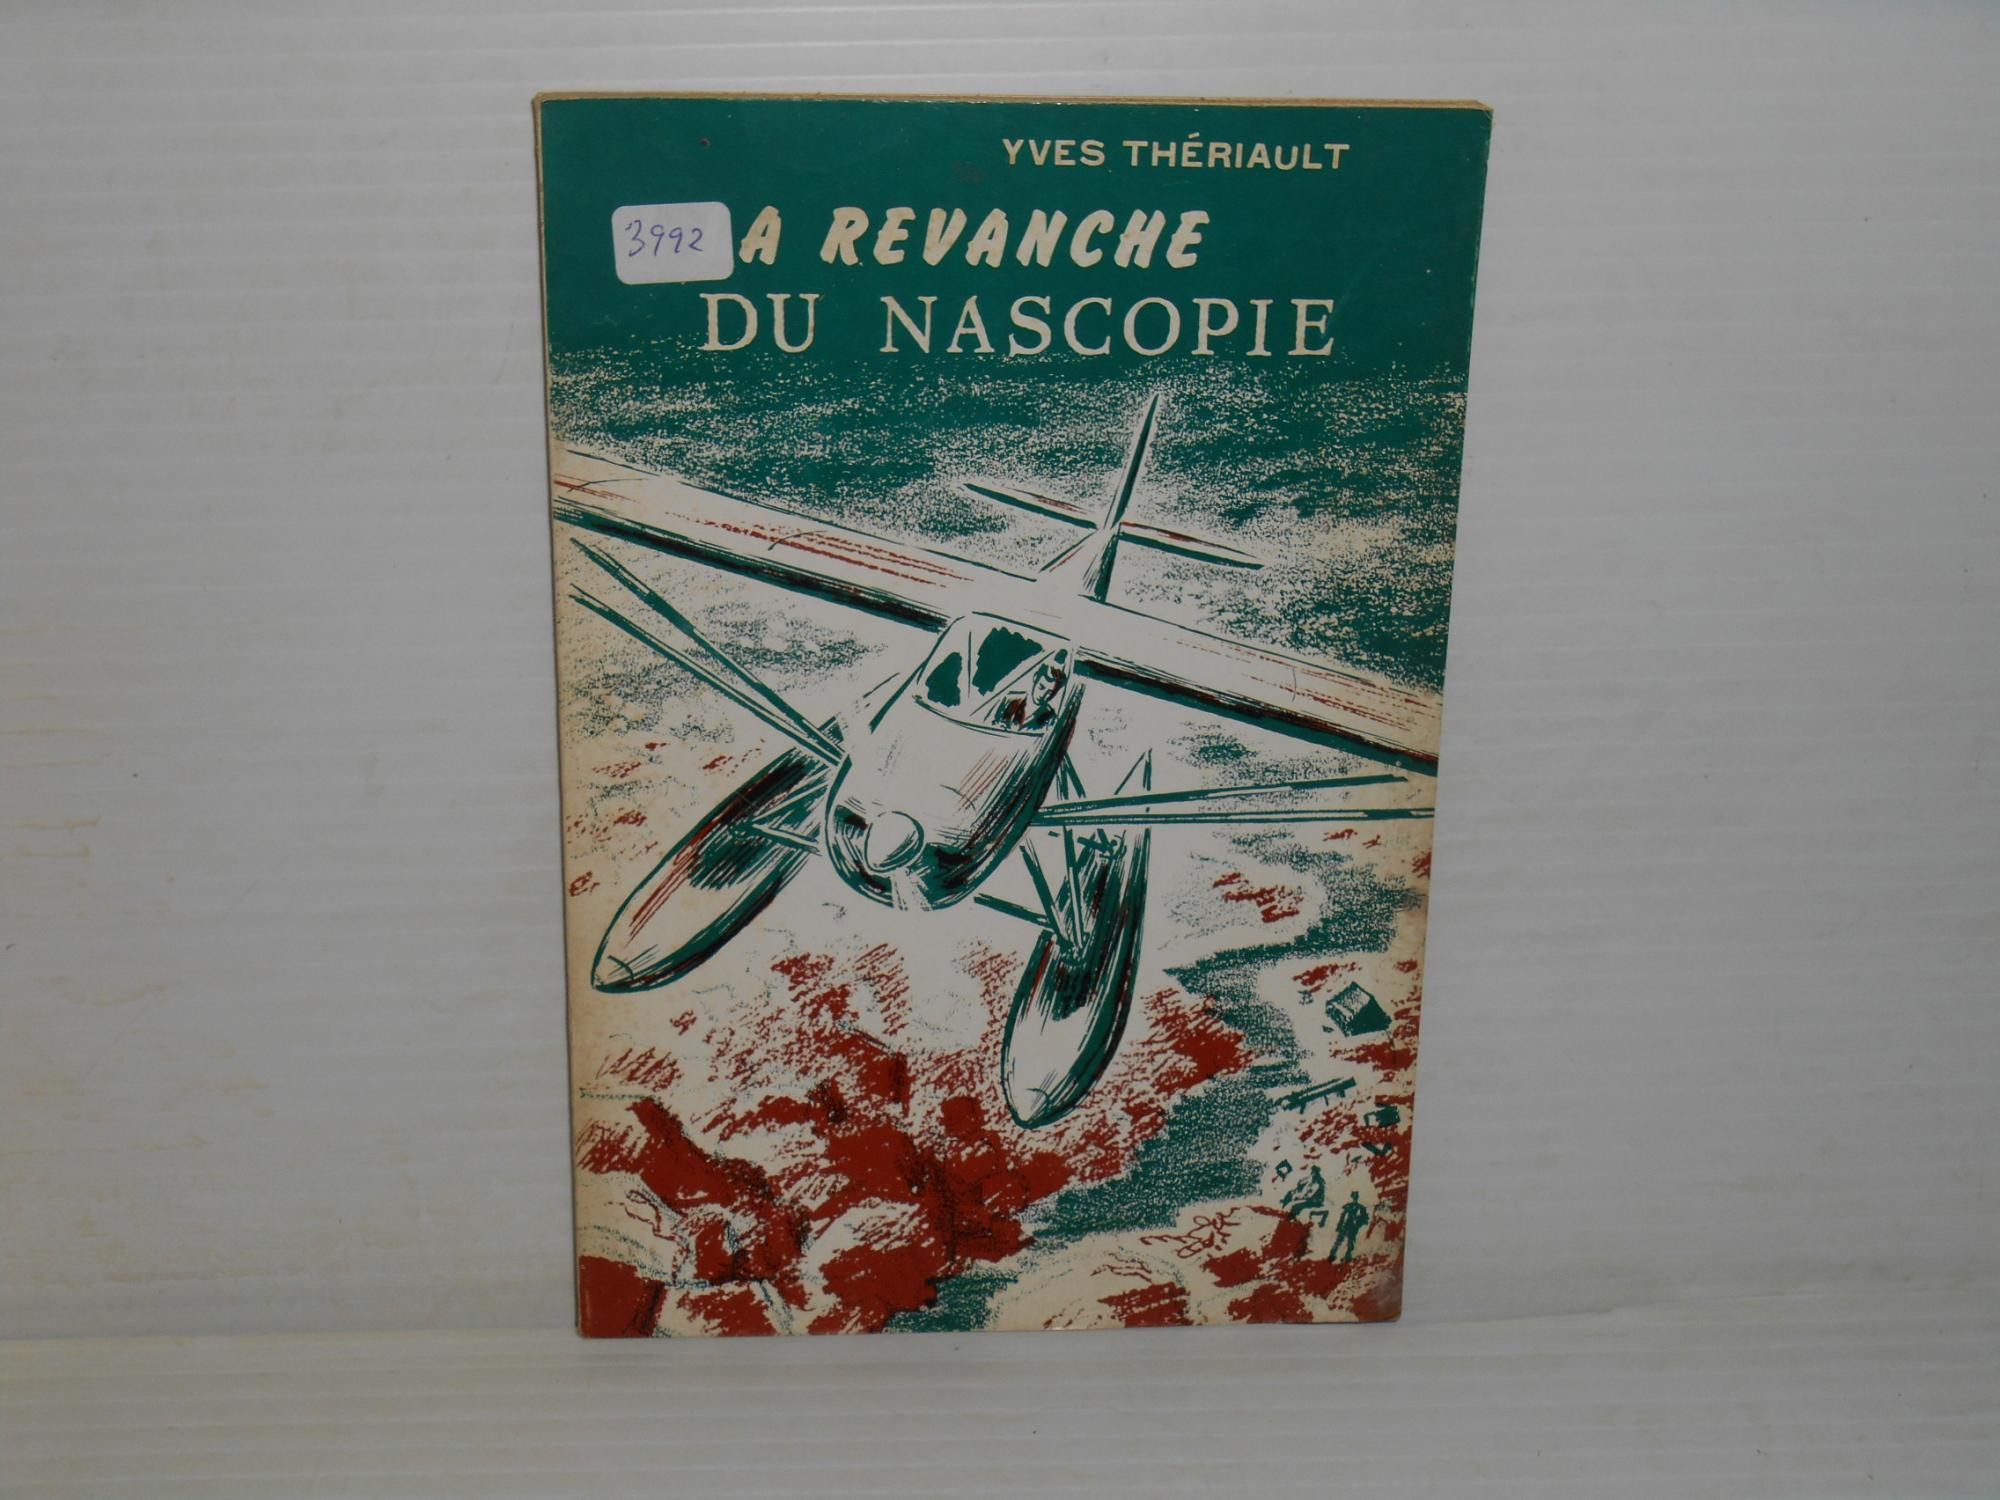 YVES THÉRIAULT
3992
A REVANCHE
DU NASCOPIE